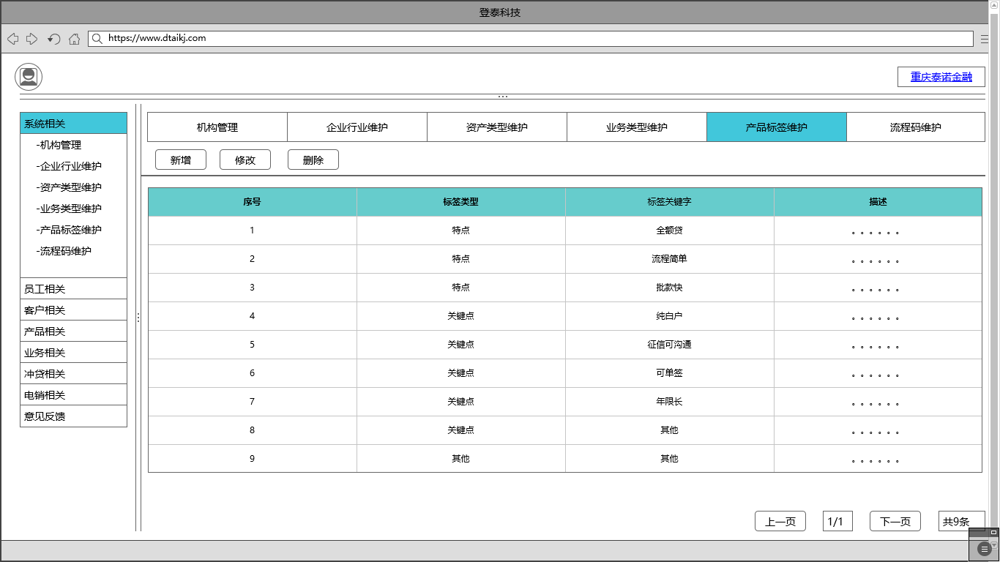 登泰科技
https://www.dtaikj.com
重庆泰诺金融
系统相关
-机构管理
-企业行业维护
-资产类型维护
-业务类型维护
-产品标签维护
-流程码维护
员工相关
客户相关
产品相关
业务相关
冲贷相关
电销相关
意见反馈
机构管理 企业行业维护 资产类型维护 业务类型维护 产品标签维护 流程码维护
新增 修改 删除
序号 标签类型 标签关键字 描述
1 特点 全额贷 。。。。。。
2 特点 流程简单 。。。。。。
3 特点 批款快 。。。。。。
4 关键点 纯白户 。。。。。。
5 关键点 征信可沟通 。。。。。。
6 关键点 可单签 。。。。。。
7 关键点 年限长 。。。。。。
8 关键点 其他 。。。。。。
9 其他 其他 。。。。。。
上一页 1/1 下一页 共9条